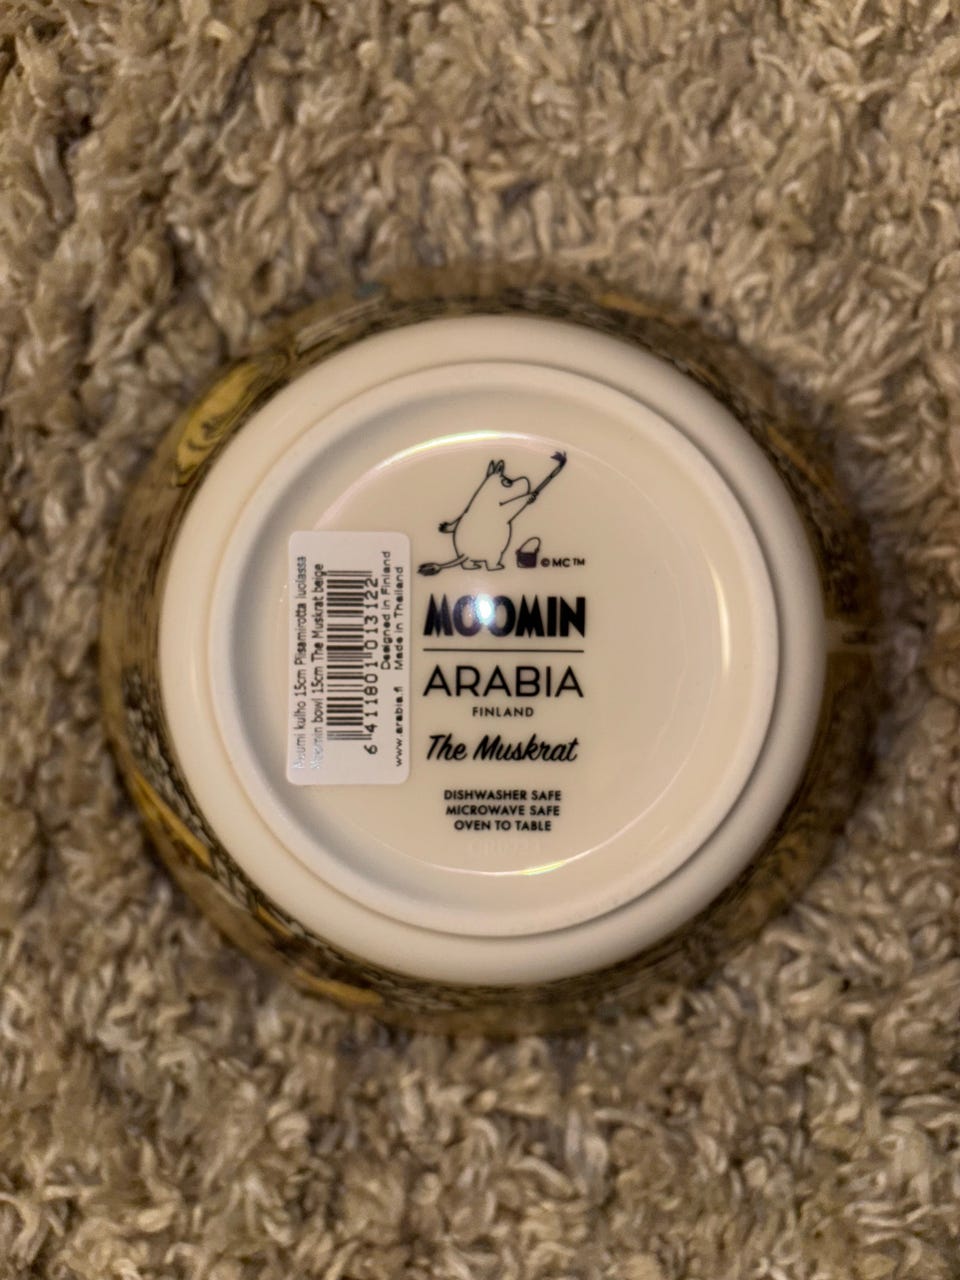 ©MC™
MOOMIN
ARABIA
FINLAND
The Muskrat
DISHWASHER SAFE
MICROWAVE SAFE
OVEN TO TABLE
Muumi kulho 15cm Piisamirotta luolassa
Moomin bowl 15cm The Muskrat beige
6 411801 013122
Designed in Finland
www.arabia.fi Made in Thailand